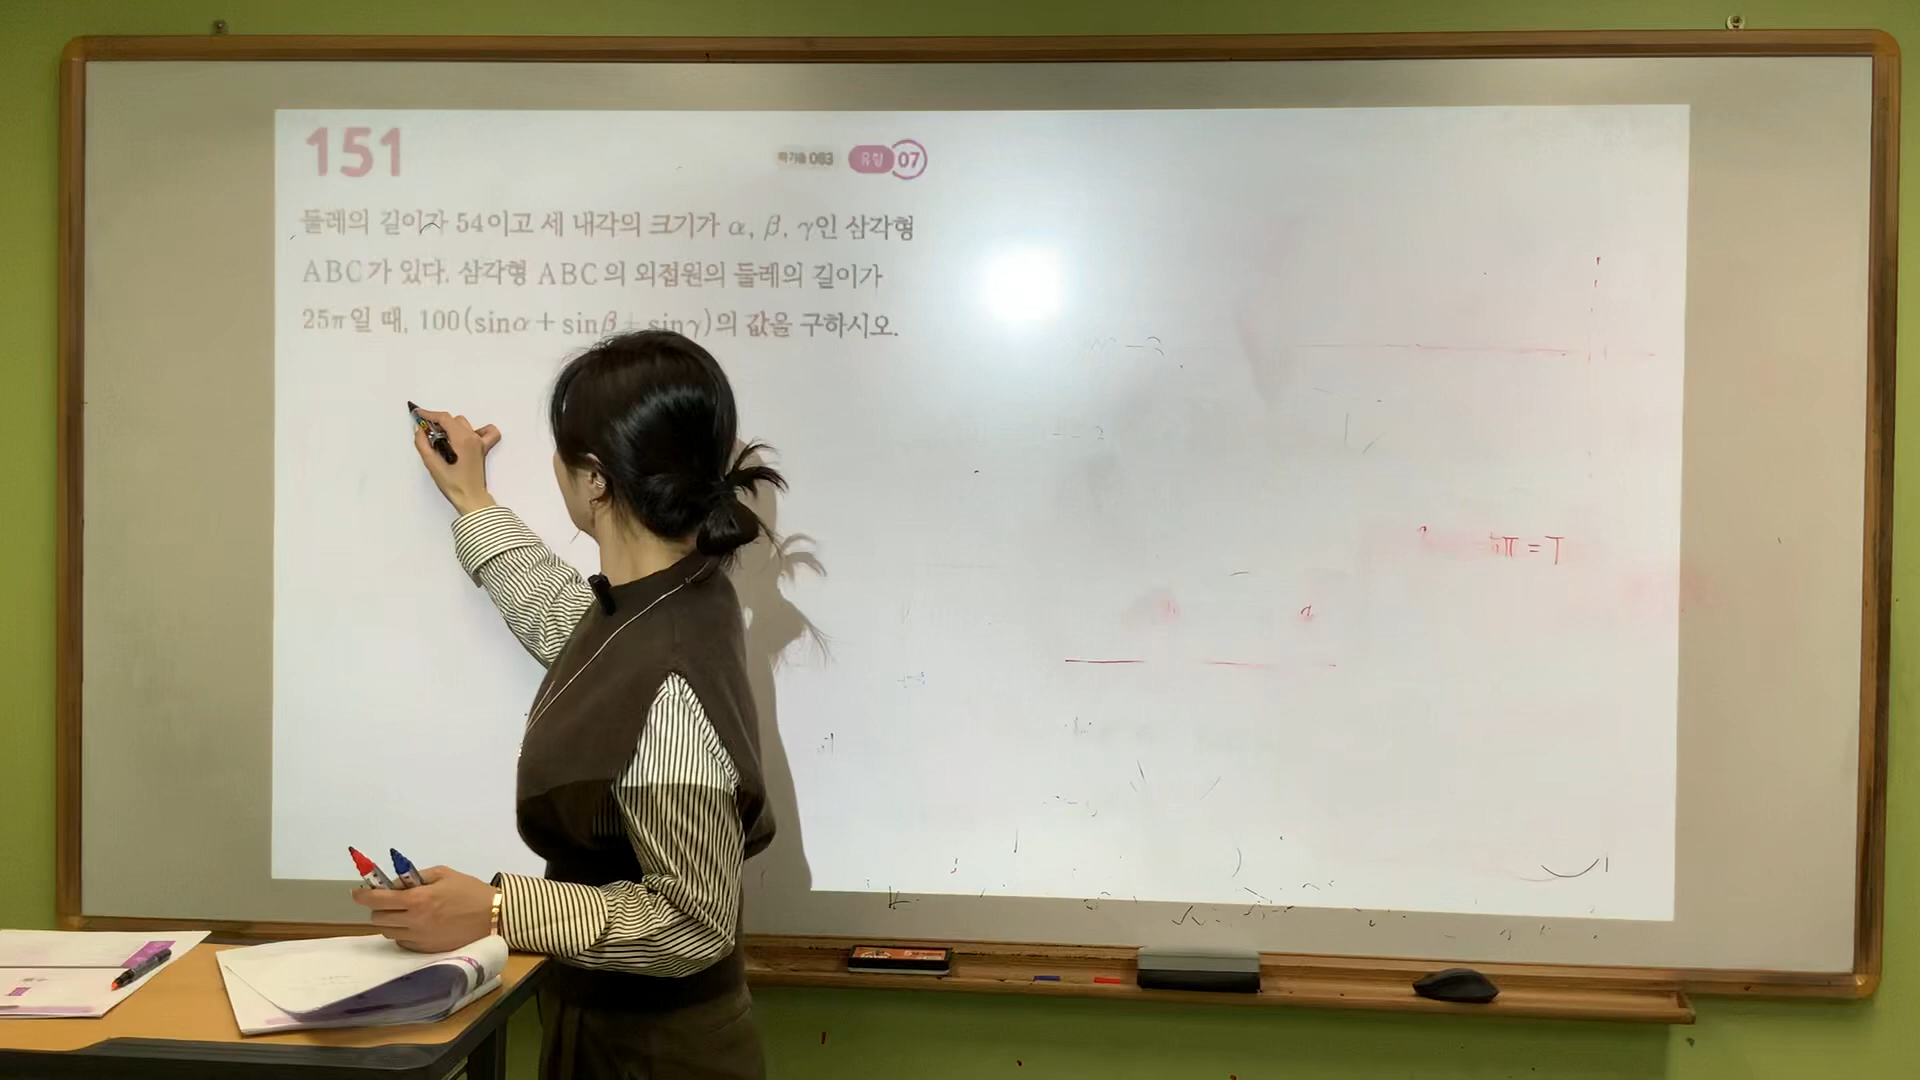 151
유형 07
둘레의 길이가 54이고 세 내각의 크기가 α, β, γ인 삼각형
ABC가 있다. 삼각형 ABC의 외접원의 둘레의 길이가
25π일 때, 100(sinα+sinβ+sinγ)의 값을 구하시오.
π = T